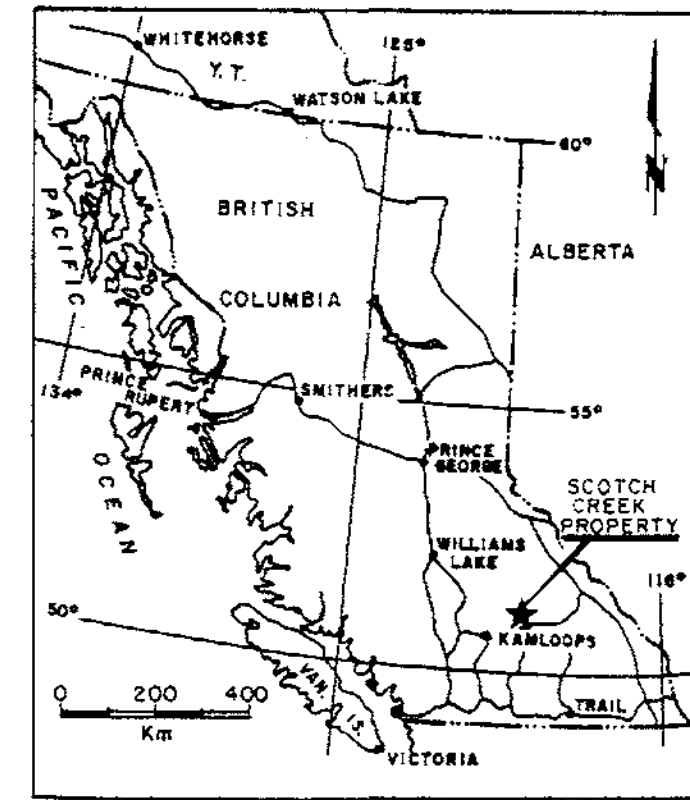 WHITEHORSE
125°
Y.T.
WATSON LAKE
60°
BRITISH
COLUMBIA
ALBERTA
PACIFIC
OCEAN
134°
PRINCE
RUPERT
SMITHERS
55°
PRINCE
GEORGE
SCOTCH
CREEK
PROPERTY
WILLIAMS
LAKE
116°
50°
KAMLOOPS
VAN. IS.
TRAIL
0 200 400
Km
VICTORIA
N